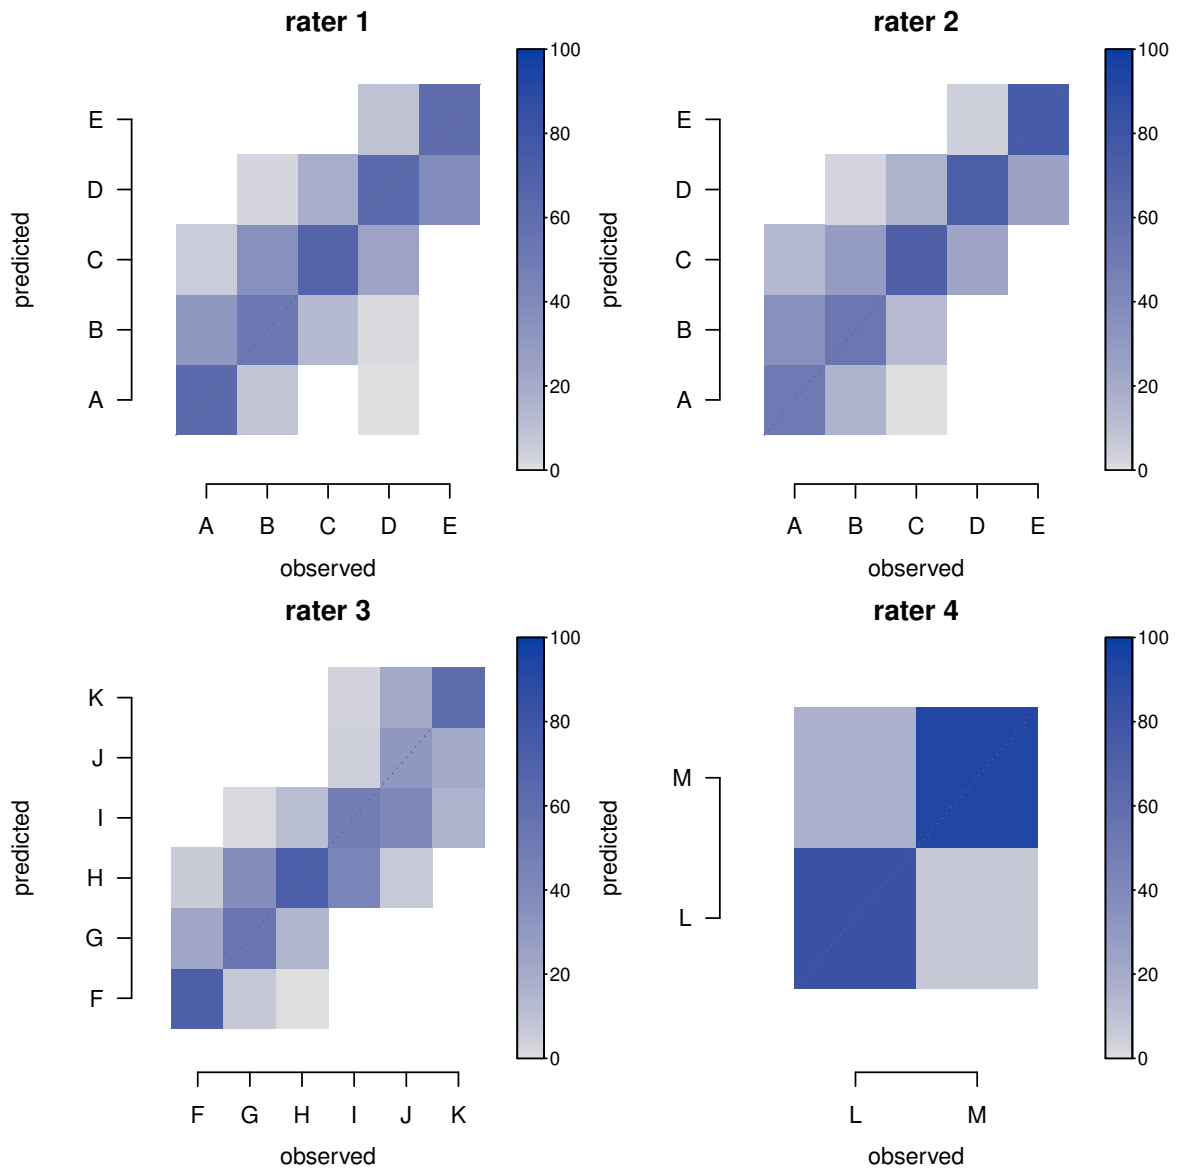 rater 1
predicted
E
D
C
B
A
100
80
60
40
20
0
A B C D E
observed
rater 2
predicted
E
D
C
B
A
100
80
60
40
20
0
A B C D E
observed
rater 3
predicted
K
J
I
H
G
F
100
80
60
40
20
0
F G H I J K
observed
rater 4
predicted
M
L
100
80
60
40
20
0
L M
observed